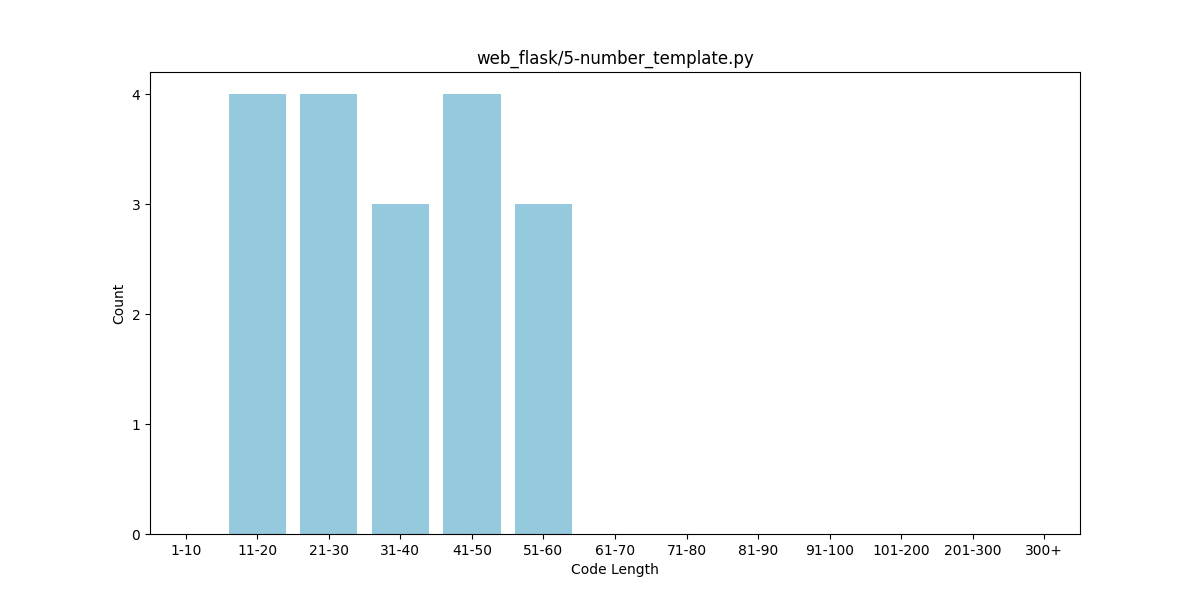 web_flask/5-number_template.py
4
3
2
1
0
Count
1-10 11-20 21-30 31-40 41-50 51-60 61-70 71-80 81-90 91-100 101-200 201-300 300+
Code Length